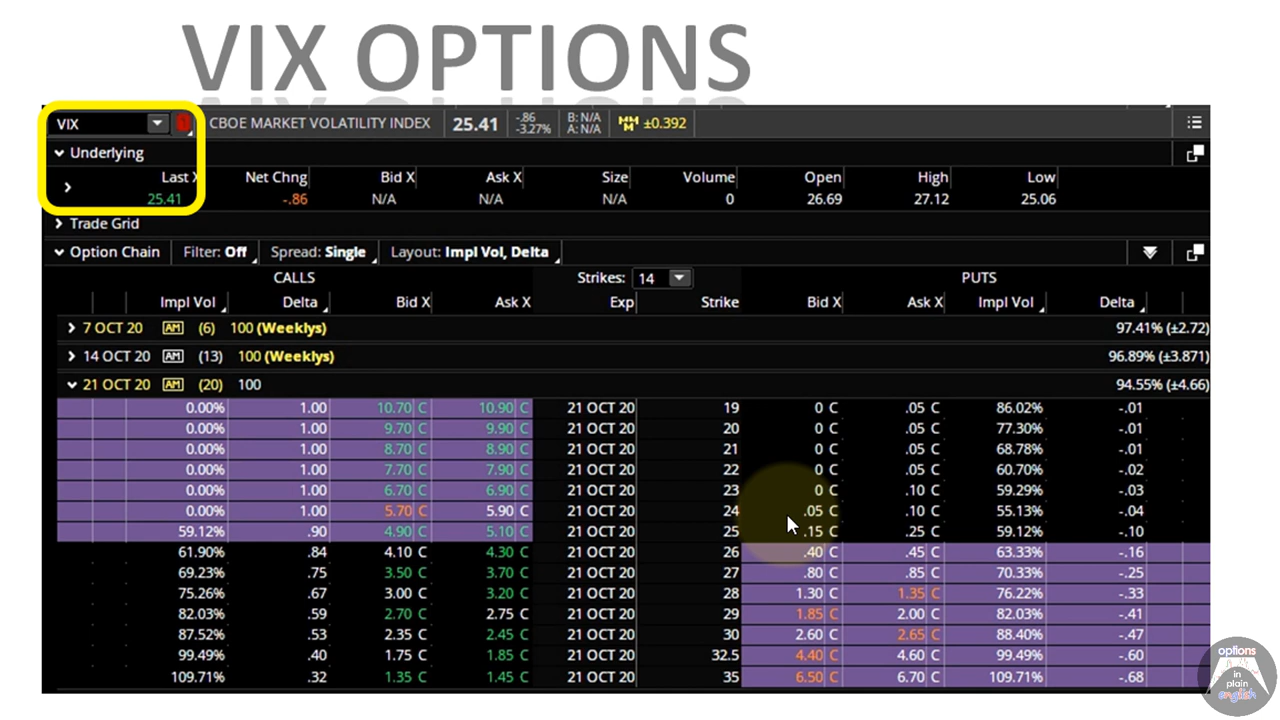 VIX OPTIONS
VIX CBOE MARKET VOLATILITY INDEX 25.41 -.86 -3.27% B: N/A A: N/A ±0.392
Underlying
Last X Net Chng Bid X Ask X Size Volume Open High Low
25.41 -.86 N/A N/A N/A 0 26.69 27.12 25.06
Trade Grid
Option Chain Filter: Off Spread: Single Layout: Impl Vol, Delta
CALLS Strikes: 14 PUTS
Impl Vol Delta Bid X Ask X Exp Strike Bid X Ask X Impl Vol Delta
7 OCT 20 AM (6) 100 (Weeklys) 97.41% (±2.72)
14 OCT 20 AM (13) 100 (Weeklys) 96.89% (±3.871)
21 OCT 20 AM (20) 100 94.55% (±4.66)
0.00% 1.00 10.70 C 10.90 C 21 OCT 20 19 0 C .05 C 86.02% -.01
0.00% 1.00 9.70 C 9.90 C 21 OCT 20 20 0 C .05 C 77.30% -.01
0.00% 1.00 8.70 C 8.90 C 21 OCT 20 21 0 C .05 C 68.78% -.01
0.00% 1.00 7.70 C 7.90 C 21 OCT 20 22 0 C .05 C 60.70% -.02
0.00% 1.00 6.70 C 6.90 C 21 OCT 20 23 0 C .10 C 59.29% -.03
0.00% 1.00 5.70 C 5.90 C 21 OCT 20 24 .05 C .10 C 55.13% -.04
59.12% .90 4.90 C 5.10 C 21 OCT 20 25 .15 C .25 C 59.12% -.10
61.90% .84 4.10 C 4.30 C 21 OCT 20 26 .40 C .45 C 63.33% -.16
69.23% .75 3.50 C 3.70 C 21 OCT 20 27 .80 C .85 C 70.33% -.25
75.26% .67 3.00 C 3.20 C 21 OCT 20 28 1.30 C 1.35 C 76.22% -.33
82.03% .59 2.70 C 2.75 C 21 OCT 20 29 1.85 C 2.00 C 82.03% -.41
87.52% .53 2.35 C 2.45 C 21 OCT 20 30 2.60 C 2.65 C 88.40% -.47
99.49% .40 1.75 C 1.85 C 21 OCT 20 32.5 4.40 C 4.60 C 99.49% -.60
109.71% .32 1.35 C 1.45 C 21 OCT 20 35 6.50 C 6.70 C 109.71% -.68
options
in
plain
english